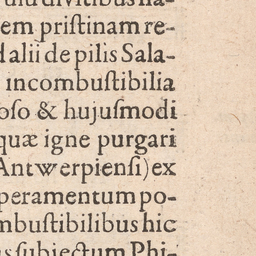 em priſtinam re-
alii de pilis Sala-
incombuſtibilia
oſo & hujuſmodi
quæ igne purgari
Antwerpienſi) ex
peramentum po-
mbuſtibilibus hic
s ſubjectum Phi-